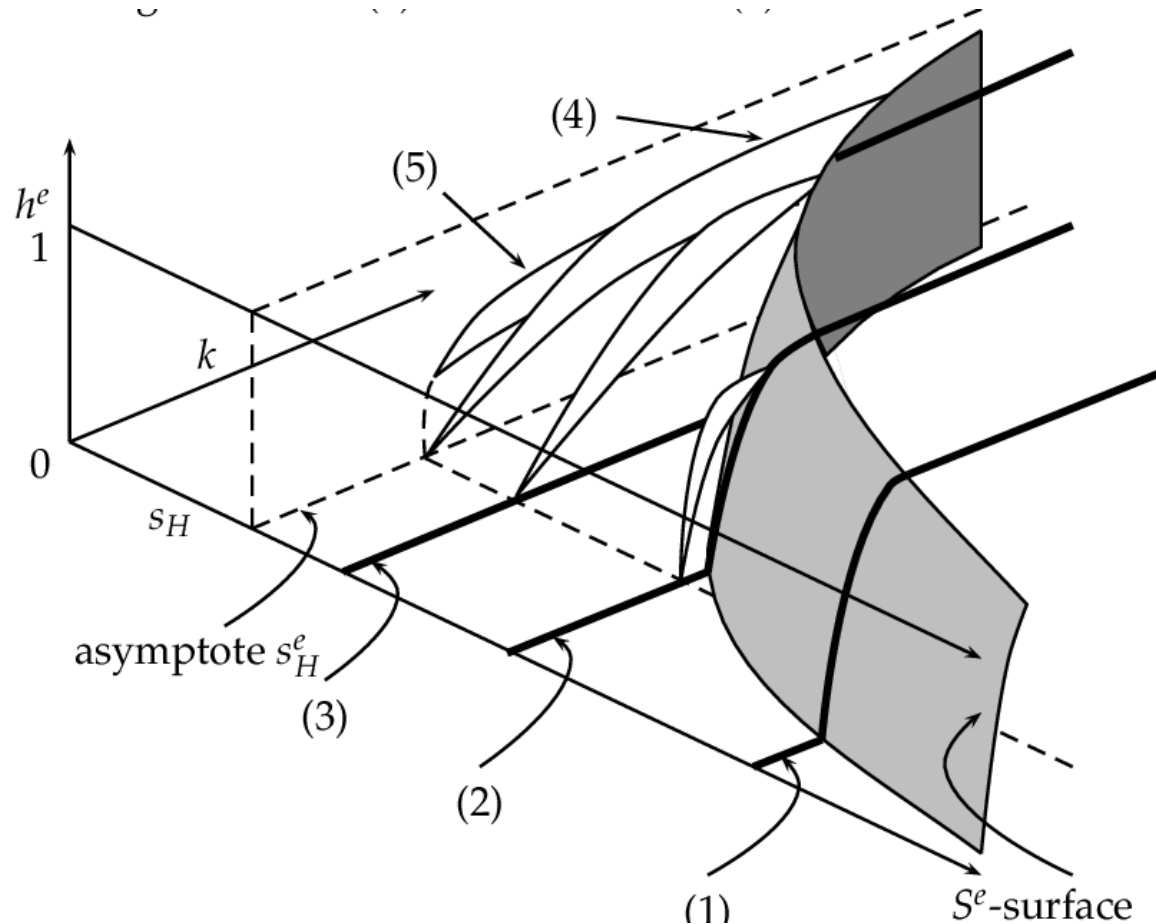 (4)
(5)
h^e
1
k
0
s_H
asymptote s^e_H
(3)
(2)
(1)
S^e-surface